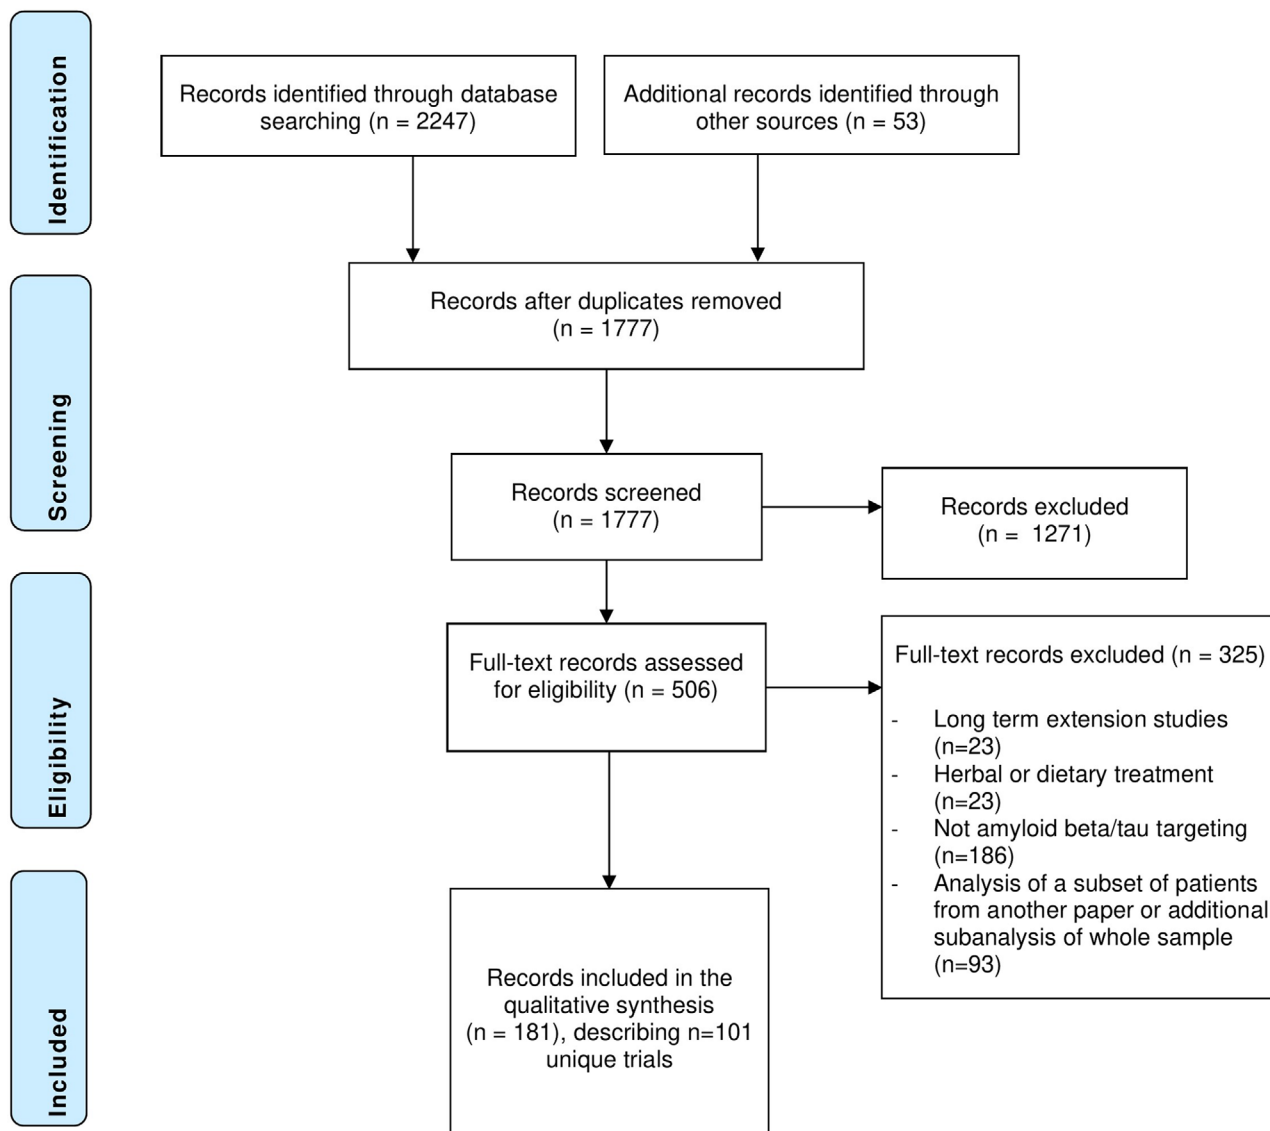 Identification
Records identified through database
searching (n = 2247)
Additional records identified through
other sources (n = 53)
Screening
Records after duplicates removed
(n = 1777)
Records screened
(n = 1777)
Records excluded
(n =  1271)
Eligibility
Full-text records assessed
for eligibility (n = 506)
Full-text records excluded (n = 325)
- Long term extension studies
(n=23)
- Herbal or dietary treatment
(n=23)
- Not amyloid beta/tau targeting
(n=186)
- Analysis of a subset of patients
from another paper or additional
subanalysis of whole sample
(n=93)
Included
Records included in the
qualitative synthesis
(n = 181), describing n=101
unique trials